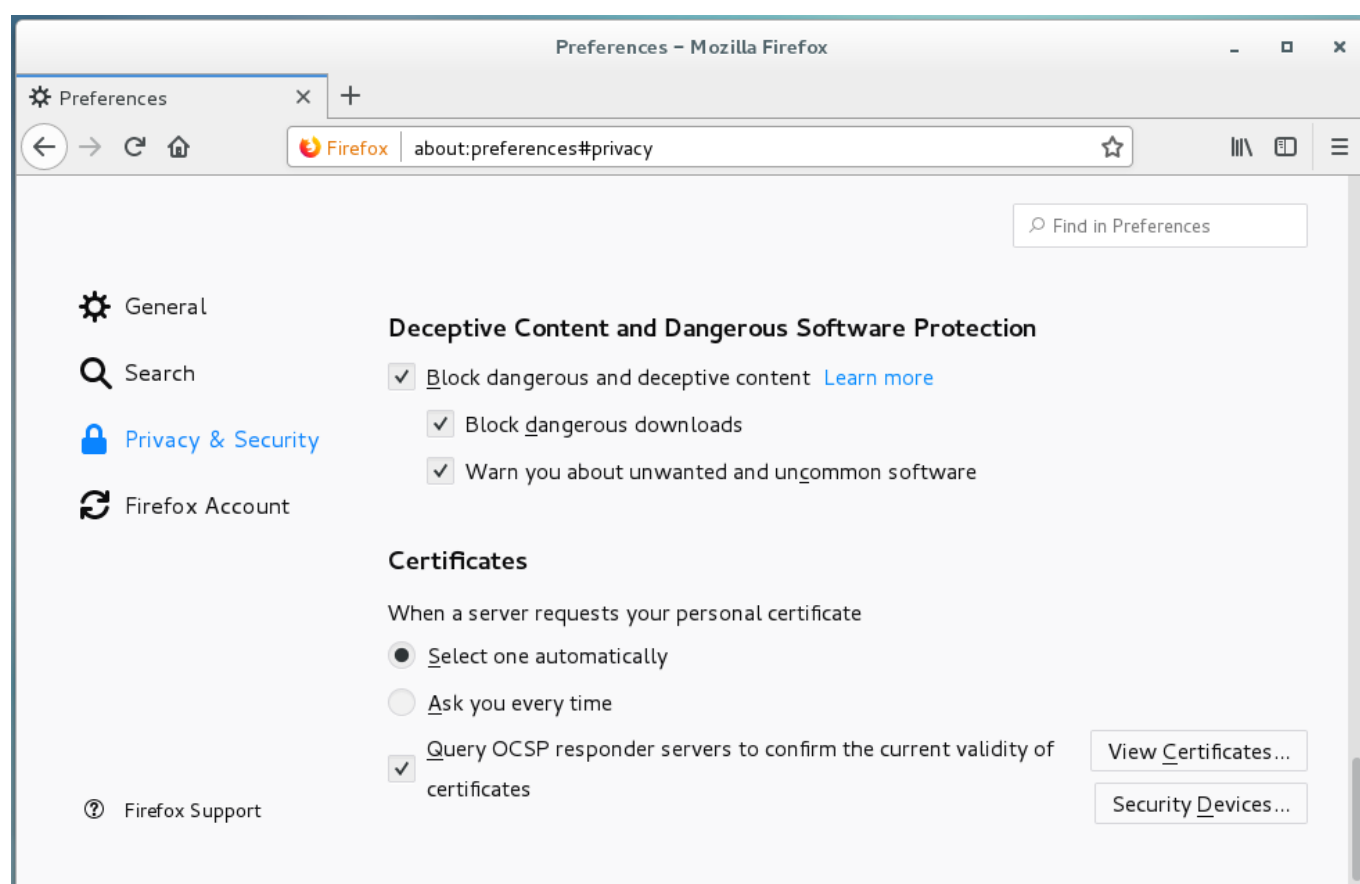 Preferences – Mozilla Firefox
Preferences
Firefox about:preferences#privacy
Find in Preferences
General
Search
Privacy & Security
Firefox Account
Firefox Support
Deceptive Content and Dangerous Software Protection
Block dangerous and deceptive content Learn more
Block dangerous downloads
Warn you about unwanted and uncommon software
Certificates
When a server requests your personal certificate
Select one automatically
Ask you every time
Query OCSP responder servers to confirm the current validity of
certificates
View Certificates...
Security Devices...